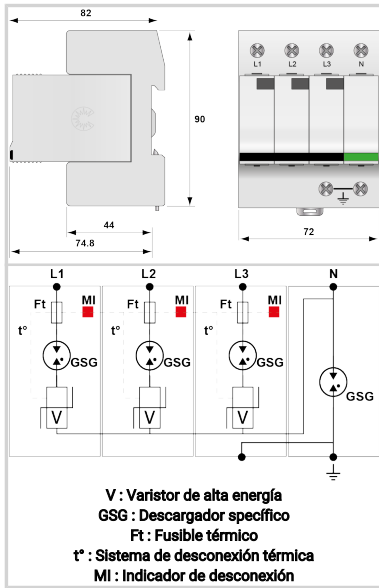 82
L1 L2 L3 N
90
44
74.8
72
L1 L2 L3 N
Ft MI Ft MI Ft MI
t° t° t°
GSG GSG GSG
GSG
V V V
V : Varistor de alta energía
GSG : Descargador specífico
Ft : Fusible térmico
t° : Sistema de desconexión térmica
MI : Indicador de desconexión